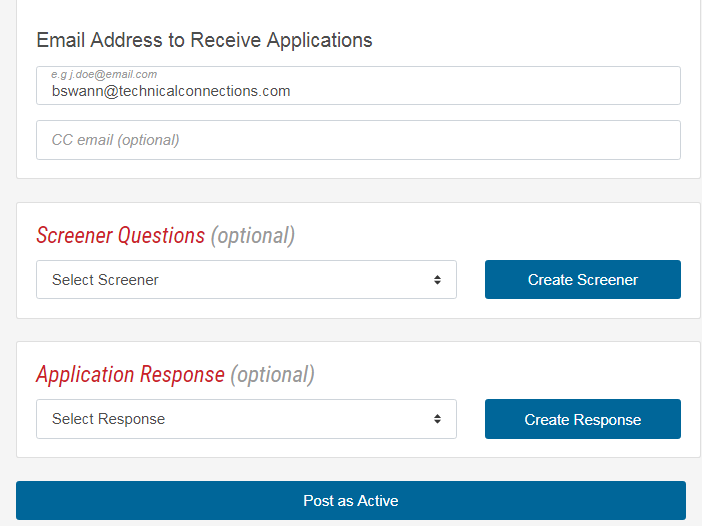 Email Address to Receive Applications
e.g j.doe@email.com
bswann@technicalconnections.com
CC email (optional)
Screener Questions (optional)
Select Screener
Create Screener
Application Response (optional)
Select Response
Create Response
Post as Active